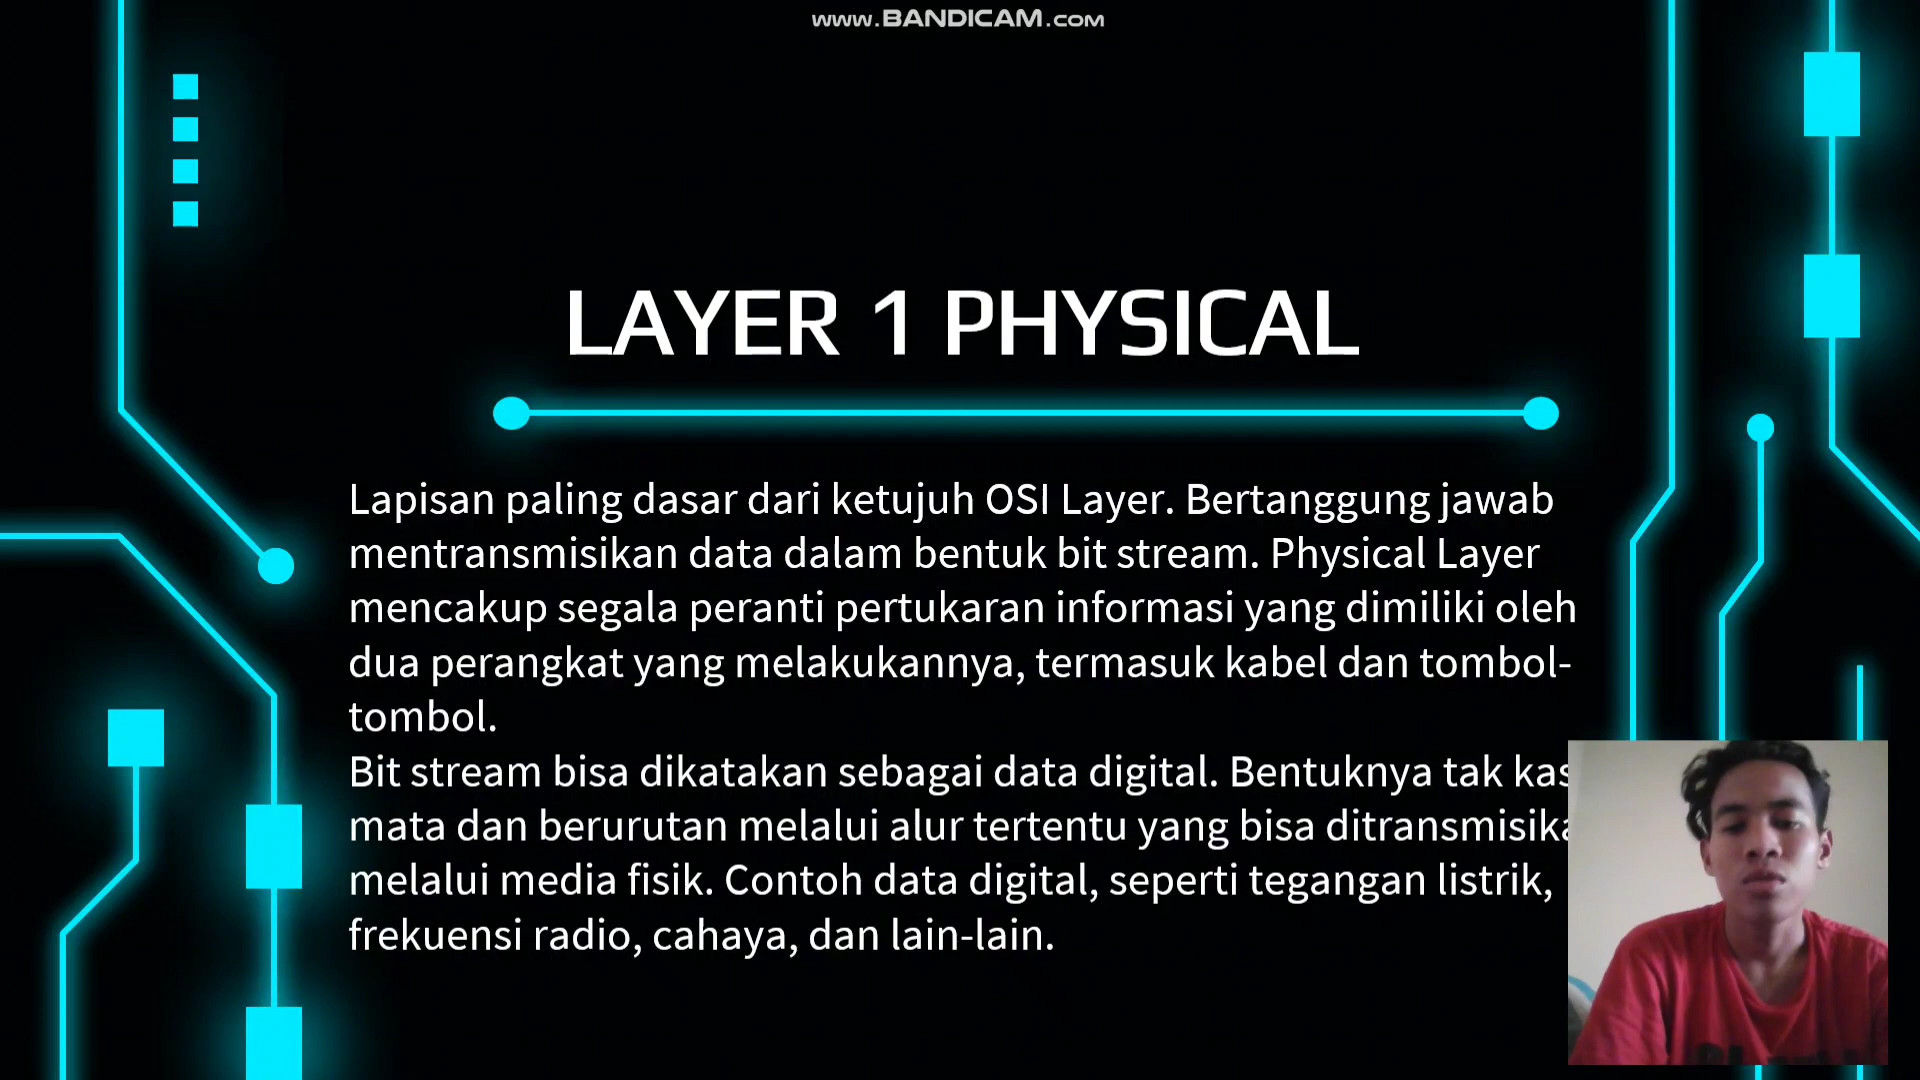 www.BANDICAM.com
LAYER 1 PHYSICAL
Lapisan paling dasar dari ketujuh OSI Layer. Bertanggung jawab
mentransmisikan data dalam bentuk bit stream. Physical Layer
mencakup segala peranti pertukaran informasi yang dimiliki oleh
dua perangkat yang melakukannya, termasuk kabel dan tombol-
tombol.
Bit stream bisa dikatakan sebagai data digital. Bentuknya tak
mata dan berurutan melalui alur tertentu yang bisa
melalui media fisik. Contoh data digital, seperti tegangan listrik,
frekuensi radio, cahaya, dan lain-lain.